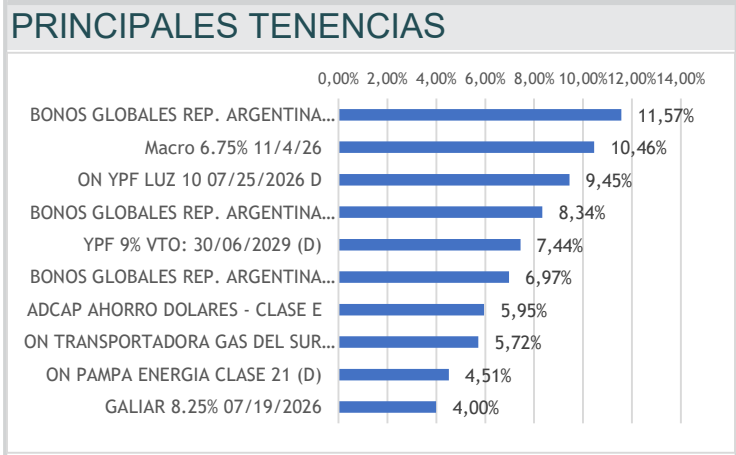 PRINCIPALES TENENCIAS
0,00% 2,00% 4,00% 6,00% 8,00% 10,00%12,00%14,00%
BONOS GLOBALES REP. ARGENTINA… 11,57%
Macro 6.75% 11/4/26 10,46%
ON YPF LUZ 10 07/25/2026 D 9,45%
BONOS GLOBALES REP. ARGENTINA… 8,34%
YPF 9% VTO: 30/06/2029 (D) 7,44%
BONOS GLOBALES REP. ARGENTINA… 6,97%
ADCAP AHORRO DOLARES - CLASE E 5,95%
ON TRANSPORTADORA GAS DEL SUR… 5,72%
ON PAMPA ENERGIA CLASE 21 (D) 4,51%
GALIAR 8.25% 07/19/2026 4,00%